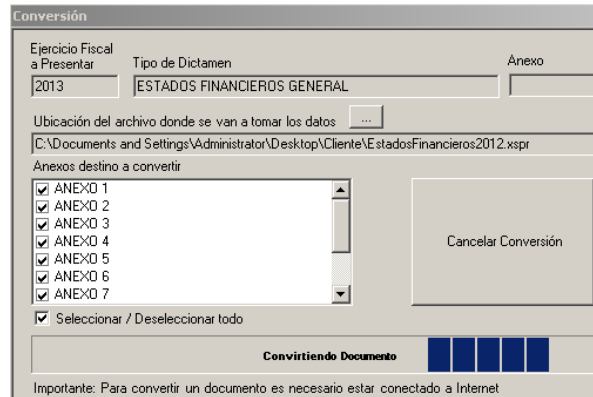 Conversión
Ejercicio Fiscal
a Presentar
Tipo de Dictamen
Anexo
2013
ESTADOS FINANCIEROS GENERAL
Ubicación del archivo donde se van a tomar los datos
...
C:\Documents and Settings\Administrator\Desktop\Cliente\EstadosFinancieros2012.xspr
Anexos destino a convertir
ANEXO 1
ANEXO 2
ANEXO 3
ANEXO 4
ANEXO 5
ANEXO 6
ANEXO 7
Cancelar Conversión
Seleccionar / Deseleccionar todo
Convirtiendo Documento
Importante: Para convertir un documento es necesario estar conectado a Internet